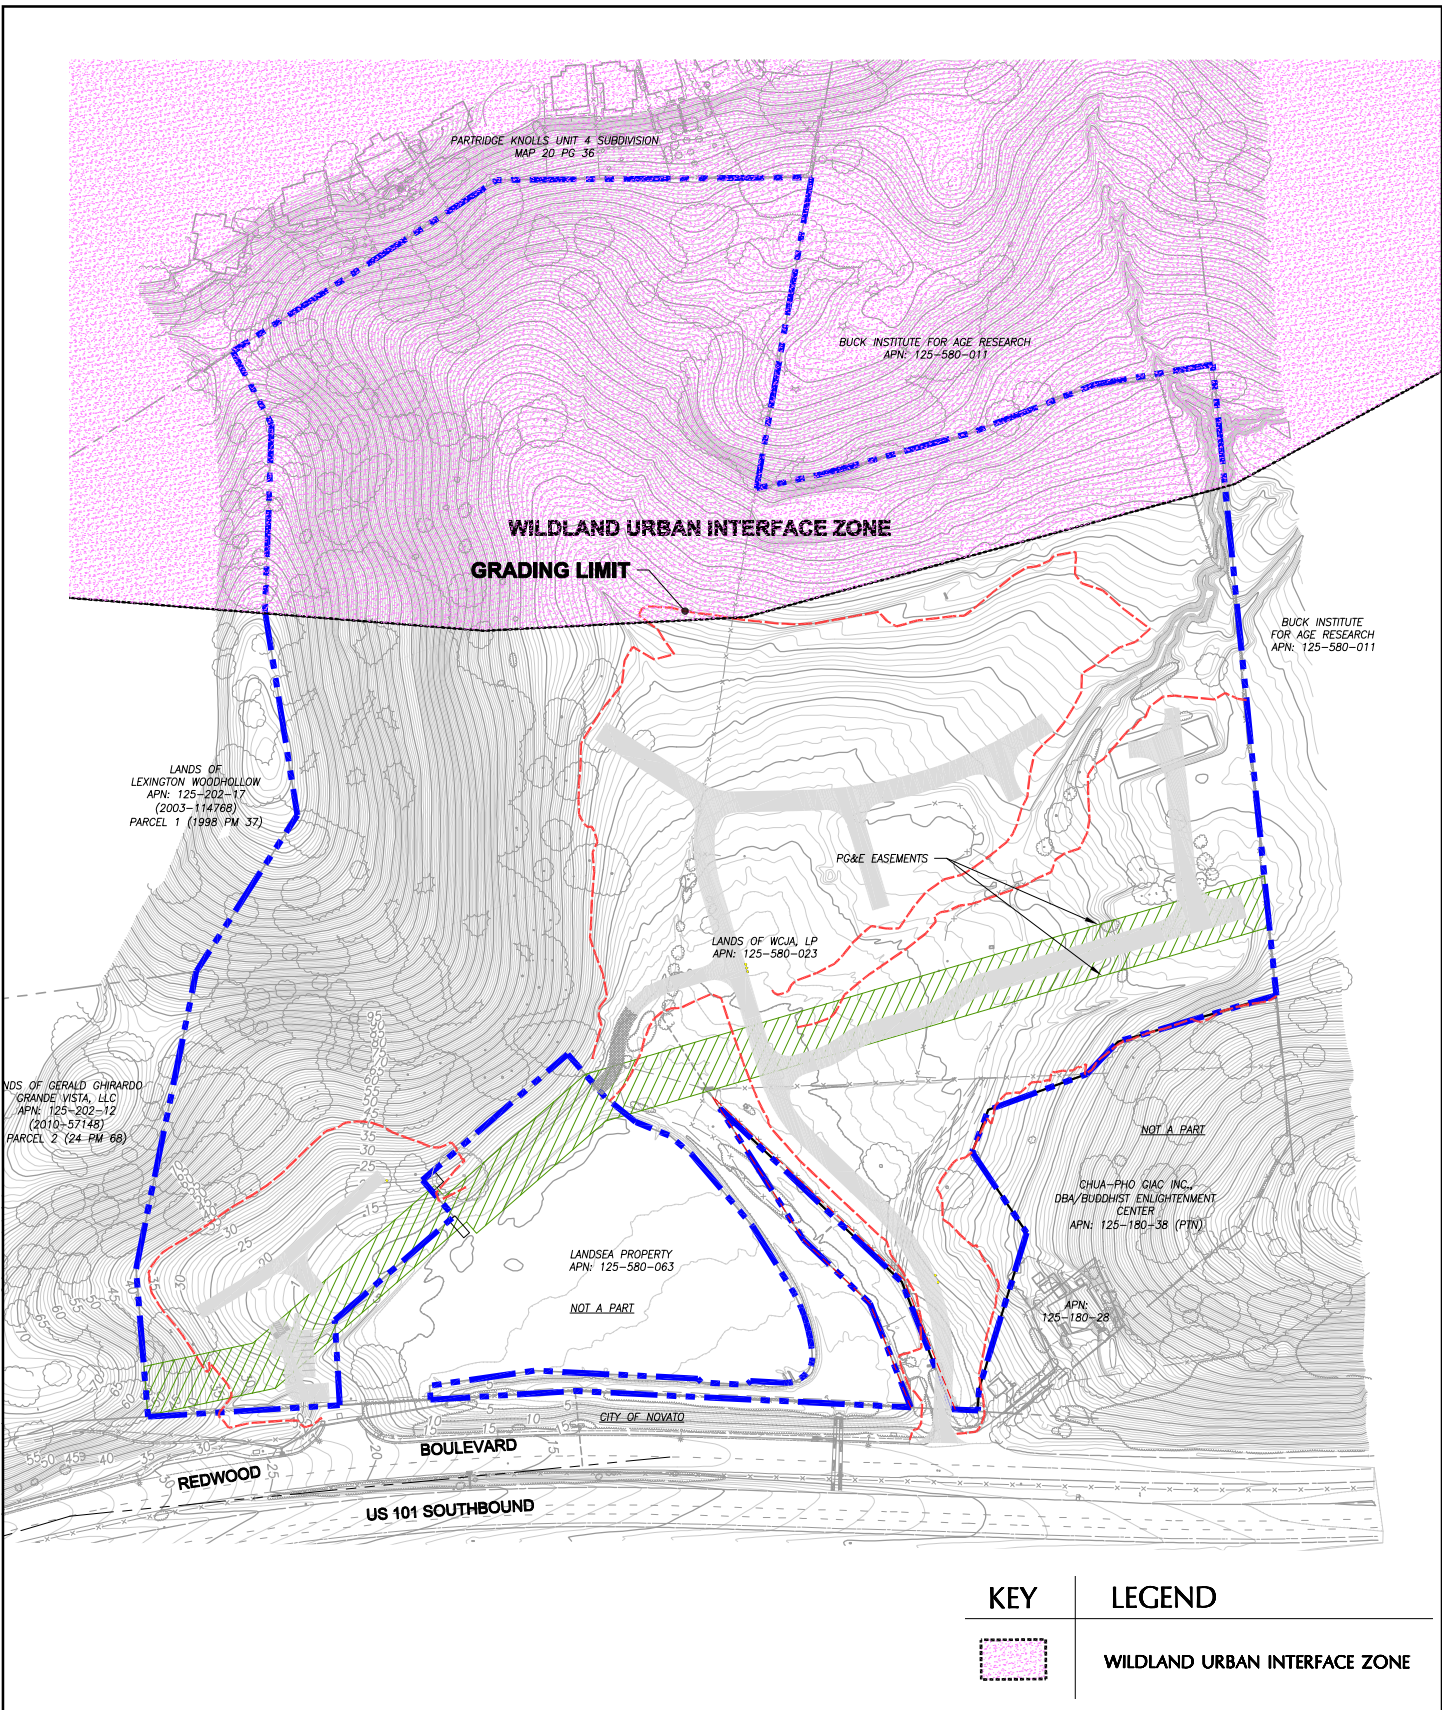 PARTRIDGE KNOLLS UNIT 4 SUBDIVISION
MAP 20 PG 36
BUCK INSTITUTE FOR AGE RESEARCH
APN: 125-580-011
WILDLAND URBAN INTERFACE ZONE
GRADING LIMIT
BUCK INSTITUTE
FOR AGE RESEARCH
APN: 125-580-011
LANDS OF
LEXINGTON WOODHOLLOW
APN: 125-202-17
(2003-114768)
PARCEL 1 (1998 PM 37)
PG&E EASEMENTS
LANDS OF WCJA, LP
APN: 125-580-023
NDS OF GERALD GHIRARDO
GRANDE VISTA, LLC
APN: 125-202-12
(2010-57148)
PARCEL 2 (24 PM 68)
NOT A PART
CHUA-PHO GIAC INC.,
DBA/BUDDHIST ENLIGHTENMENT
CENTER
APN: 125-180-38 (PTN)
LANDSEA PROPERTY
APN: 125-580-063
NOT A PART
APN:
125-180-28
CITY OF NOVATO
REDWOOD BOULEVARD
US 101 SOUTHBOUND
KEY LEGEND
WILDLAND URBAN INTERFACE ZONE